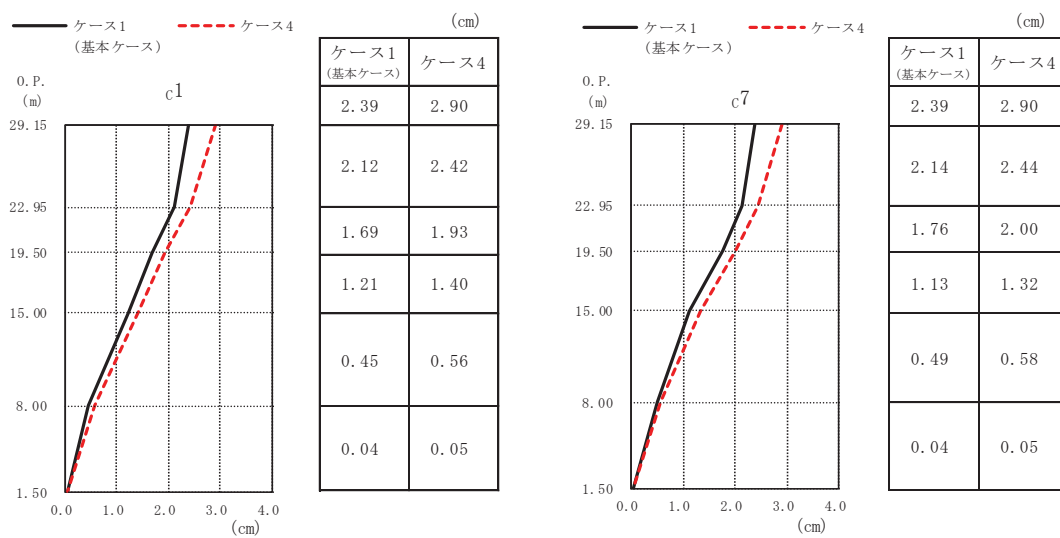 ケース1 ケース4
(基本ケース)
(cm)
ケース1 ケース4
(基本ケース)
2.39 2.90
2.12 2.42
1.69 1.93
1.21 1.40
0.45 0.56
0.04 0.05
O.P.
(m)
C1
29.15
22.95
19.50
15.00
8.00
1.50
0.0 1.0 2.0 3.0 4.0
(cm)
ケース1 ケース4
(基本ケース)
(cm)
ケース1 ケース4
(基本ケース)
2.39 2.90
2.14 2.44
1.76 2.00
1.13 1.32
0.49 0.58
0.04 0.05
O.P.
(m)
C7
29.15
22.95
19.50
15.00
8.00
1.50
0.0 1.0 2.0 3.0 4.0
(cm)